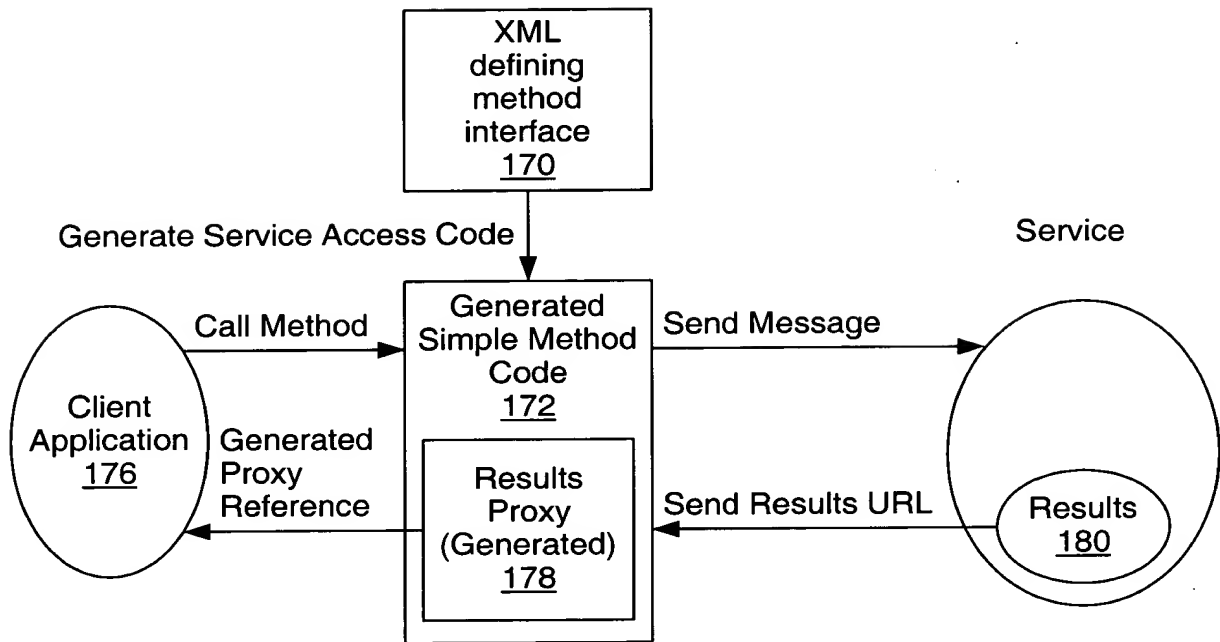 XML
defining
method
interface
170
Generate Service Access Code
Service
Call Method
Generated
Simple Method
Code
172
Send Message
Client
Application
176
Generated
Proxy
Reference
Results
Proxy
(Generated)
178
Send Results URL
Results
180